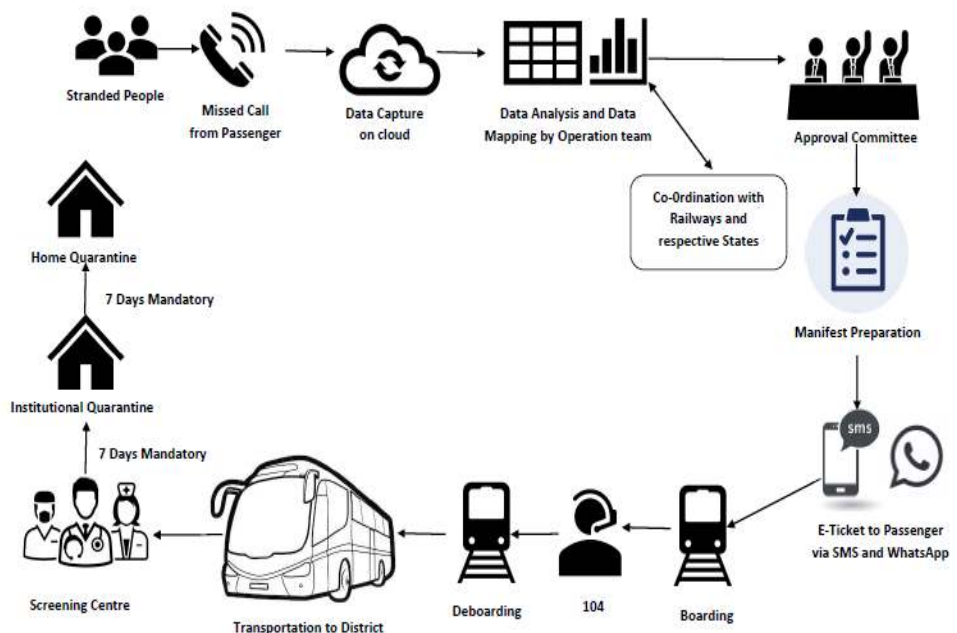 Stranded People
Missed Call
from Passenger
Data Capture
on cloud
Data Analysis and Data
Mapping by Operation team
Approval Committee
Co-0rdination with
Railways and
respective States
Manifest Preparation
sms
E-Ticket to Passenger
via SMS and WhatsApp
Boarding
104
Deboarding
Transportation to District
Screening Centre
7 Days Mandatory
Institutional Quarantine
7 Days Mandatory
Home Quarantine